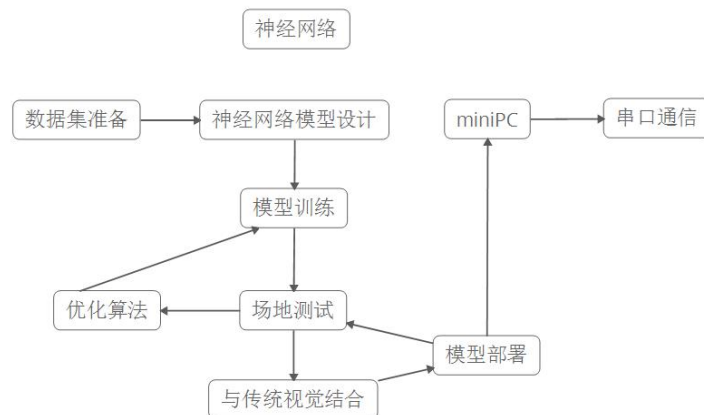 神经网络
数据集准备
神经网络模型设计
miniPC
串口通信
模型训练
优化算法
场地测试
模型部署
与传统视觉结合